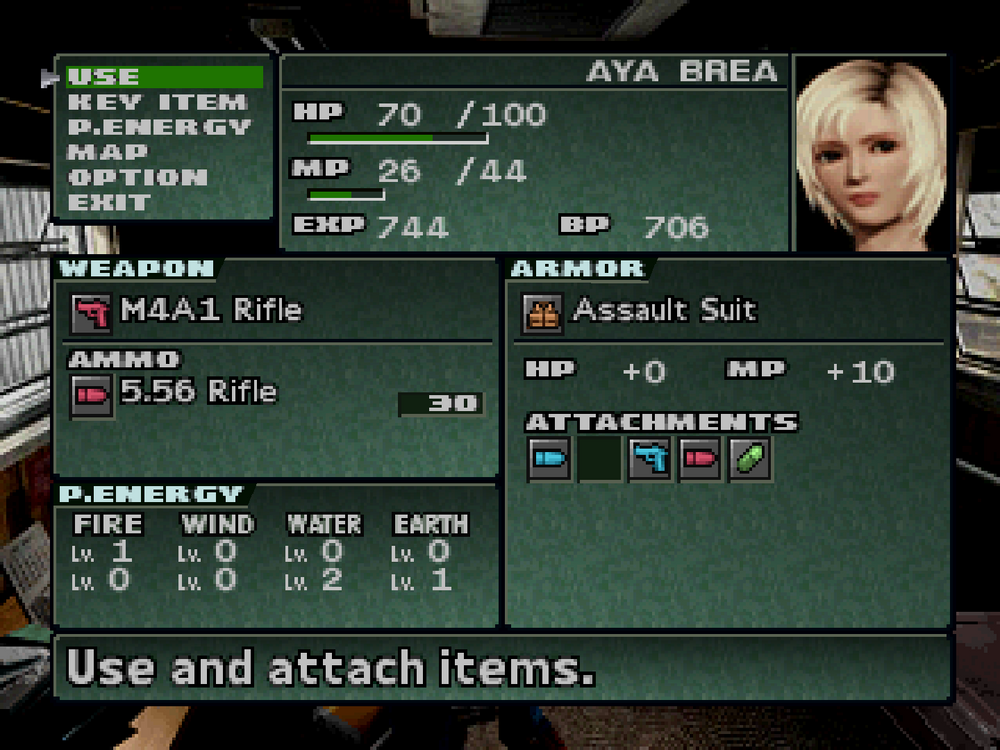 USE
KEY ITEM
P.ENERGY
MAP
OPTION
EXIT
AYA BREA
HP 70 /100
MP 26 /44
EXP 744 BP 706
WEAPON
M4A1 Rifle
AMMO
5.56 Rifle
30
ARMOR
Assault Suit
HP +0 MP +10
ATTACHMENTS
P.ENERGY
FIRE WIND WATER EARTH
Lv. 1 Lv. 0 Lv. 0 Lv. 0
Lv. 0 Lv. 0 Lv. 2 Lv. 1
Use and attach items.